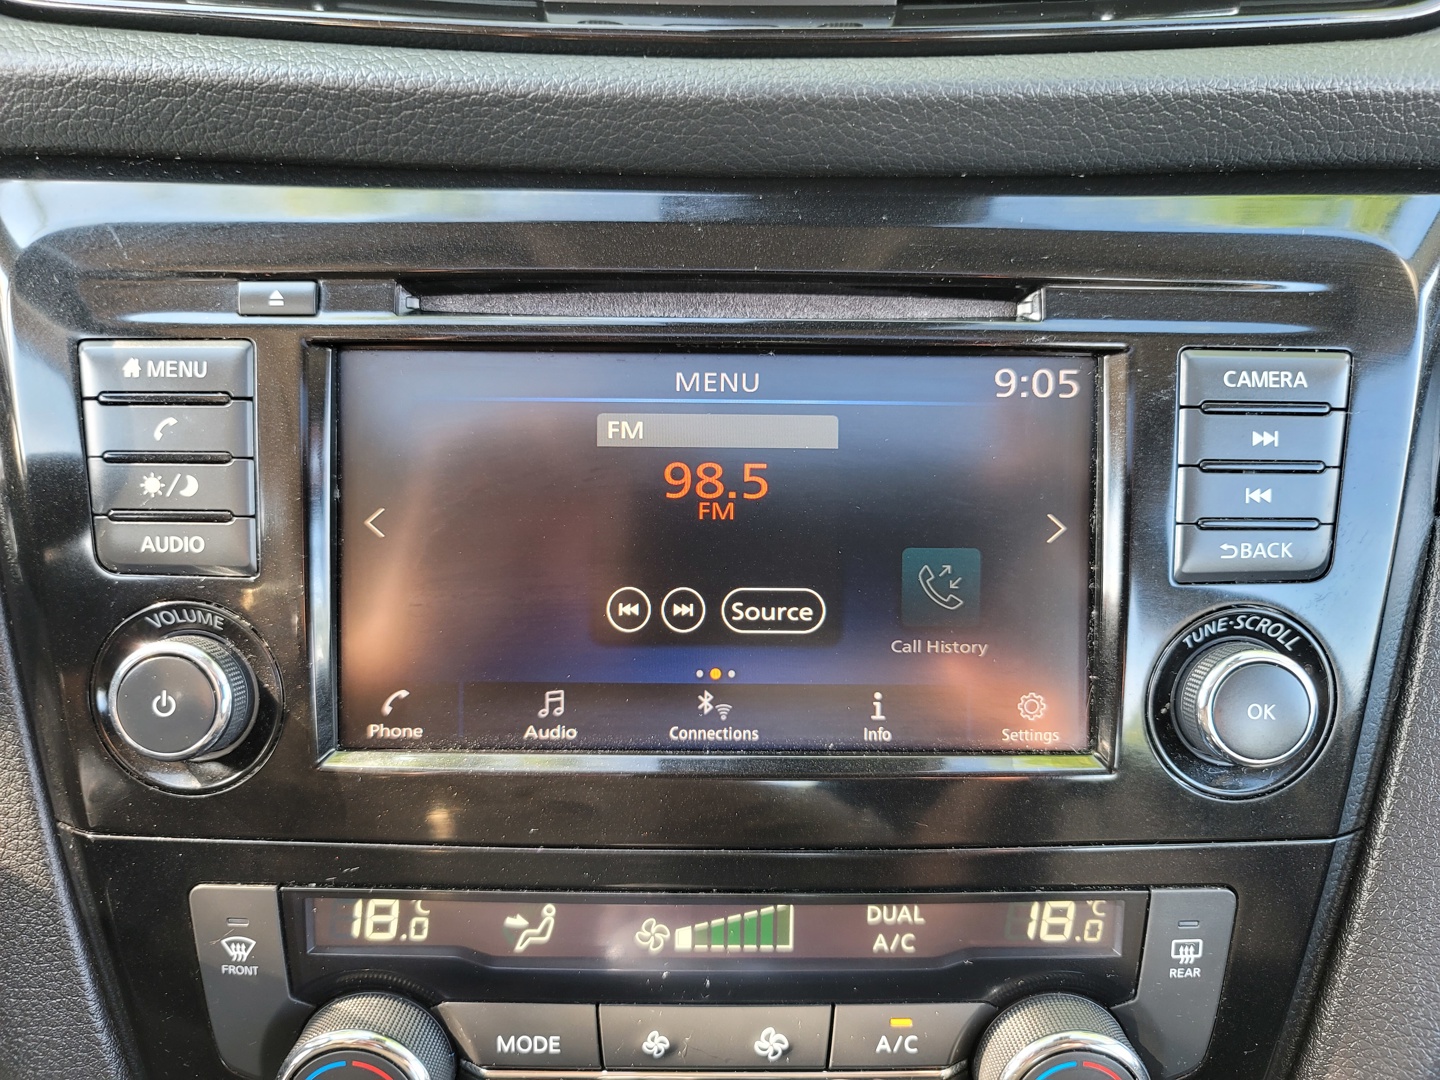 MENU
AUDIO
VOLUME
MENU
9:05
FM
98.5
FM
Source
Call History
Phone
Audio
Connections
Info
Settings
CAMERA
BACK
TUNE·SCROLL
OK
18.0 °C
DUAL
A/C
18.0 °C
FRONT
REAR
MODE
A/C